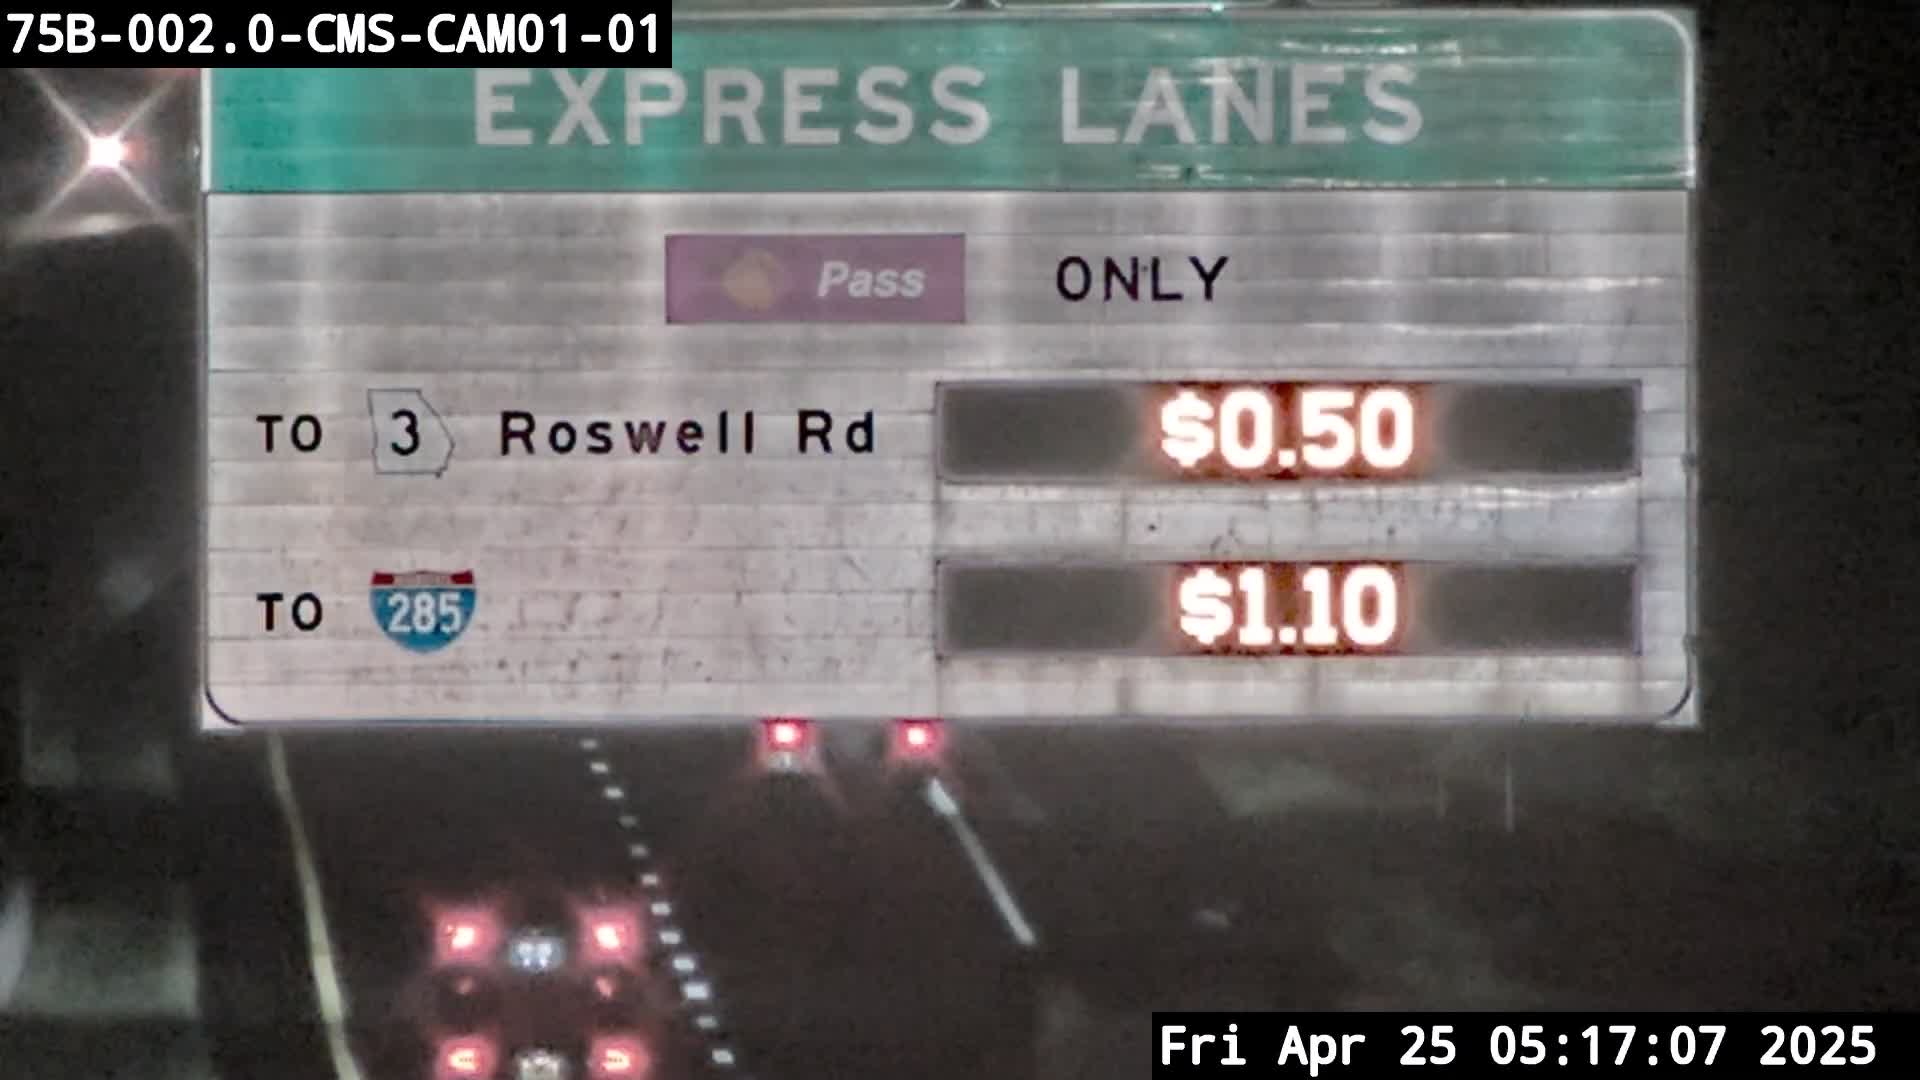 75B-002.0-CMS-CAM01-01
EXPRESS LANES
Pass ONLY
TO 3 Roswell Rd $0.50
TO 285 $1.10
Fri Apr 25 05:17:07 2025